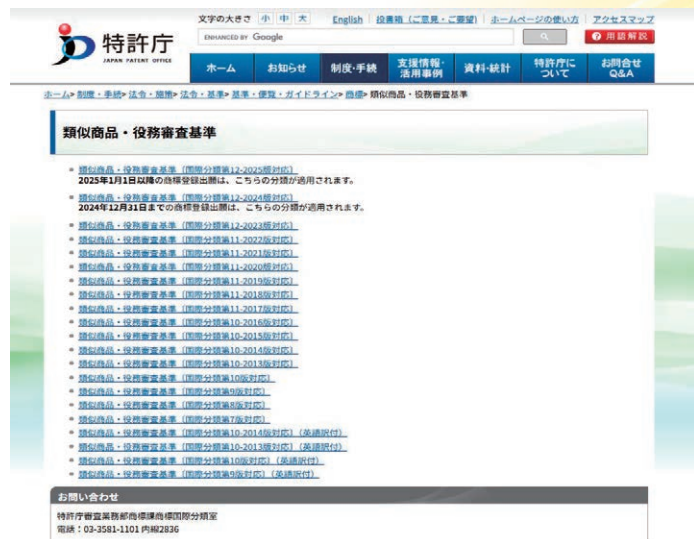 文字の大きさ 小 中 大 English 投書箱（ご意見・ご要望） ホームページの使い方 アクセスマップ
特許庁
JAPAN PATENT OFFICE
ENHANCED BY Google
? 用語解説
ホーム お知らせ 制度・手続 支援情報・活用事例 資料・統計 特許庁について お問合せ Q&A
ホーム> 制度・手続> 法令・施策> 法令・基準> 基準・便覧・ガイドライン> 商標> 類似商品・役務審査基準
類似商品・役務審査基準
類似商品・役務審査基準〔国際分類第12-2025版対応〕
2025年1月1日以降の商標登録出願は、こちらの分類が適用されます。
類似商品・役務審査基準〔国際分類第12-2024版対応〕
2024年12月31日までの商標登録出願は、こちらの分類が適用されます。
類似商品・役務審査基準〔国際分類第12-2023版対応〕
類似商品・役務審査基準〔国際分類第11-2022版対応〕
類似商品・役務審査基準〔国際分類第11-2021版対応〕
類似商品・役務審査基準〔国際分類第11-2020版対応〕
類似商品・役務審査基準〔国際分類第11-2019版対応〕
類似商品・役務審査基準〔国際分類第11-2018版対応〕
類似商品・役務審査基準〔国際分類第11-2017版対応〕
類似商品・役務審査基準〔国際分類第10-2016版対応〕
類似商品・役務審査基準〔国際分類第10-2015版対応〕
類似商品・役務審査基準〔国際分類第10-2014版対応〕
類似商品・役務審査基準〔国際分類第10-2013版対応〕
類似商品・役務審査基準〔国際分類第10版対応〕
類似商品・役務審査基準〔国際分類第9版対応〕
類似商品・役務審査基準〔国際分類第8版対応〕
類似商品・役務審査基準〔国際分類第7版対応〕
類似商品・役務審査基準〔国際分類第10-2014版対応〕（英語訳付）
類似商品・役務審査基準〔国際分類第10-2013版対応〕（英語訳付）
類似商品・役務審査基準〔国際分類第10版対応〕（英語訳付）
類似商品・役務審査基準〔国際分類第9版対応〕（英語訳付）
お問い合わせ
特許庁審査業務部商標課商標国際分類室
電話：03-3581-1101 内線2836